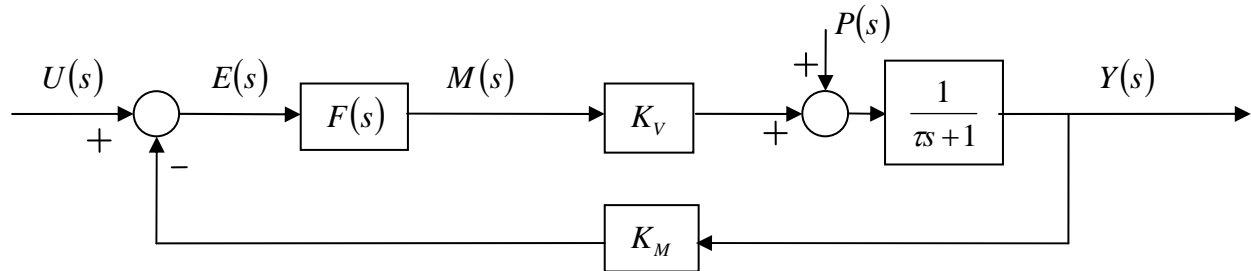 P(s)
+
U(s)
E(s)
M(s)
Y(s)
F(s)
K_V
1
τs + 1
+
+
−
K_M